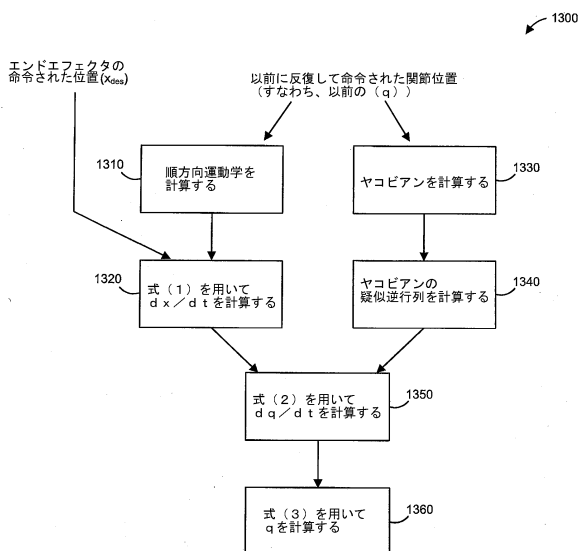 1300
エンドエフェクタの
命令された位置(xdes)
以前に反復して命令された関節位置
(すなわち、以前の(q))
1310
順方向運動学を
計算する
1330
ヤコビアンを計算する
1320
式(1)を用いて
dx/dtを計算する
1340
ヤコビアンの
疑似逆行列を計算する
1350
式(2)を用いて
dq/dtを計算する
1360
式(3)を用いて
qを計算する